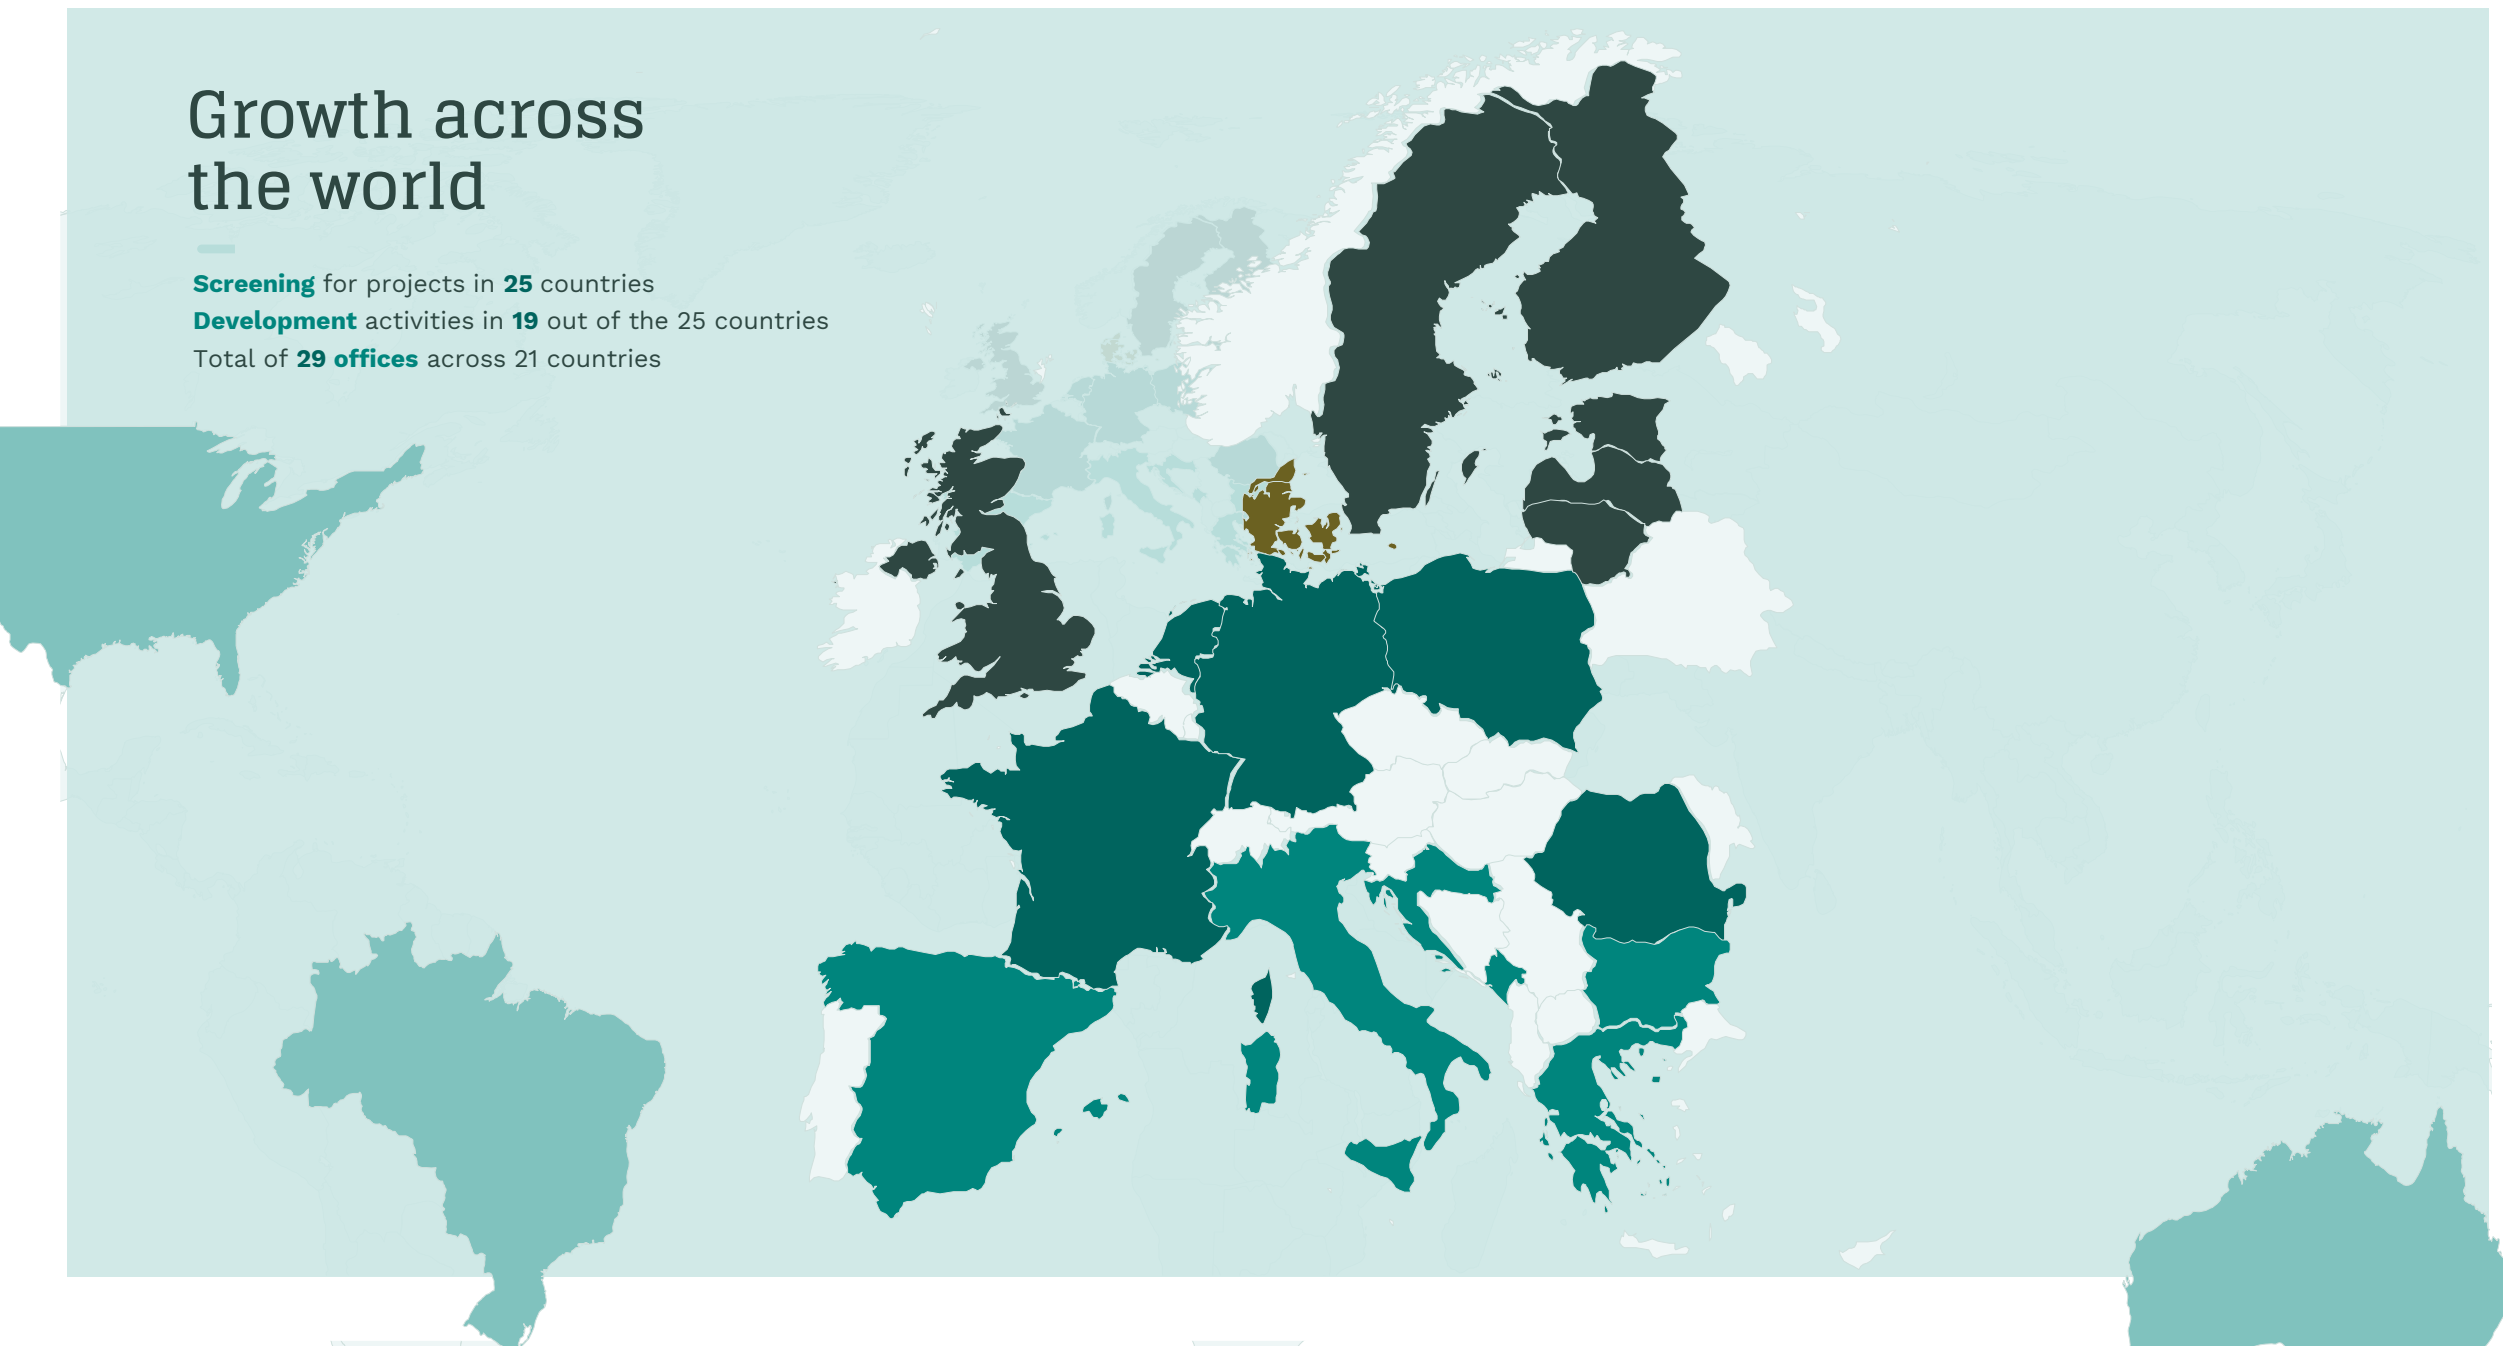 Growth across
the world
Screening for projects in 25 countries
Development activities in 19 out of the 25 countries
Total of 29 offices across 21 countries